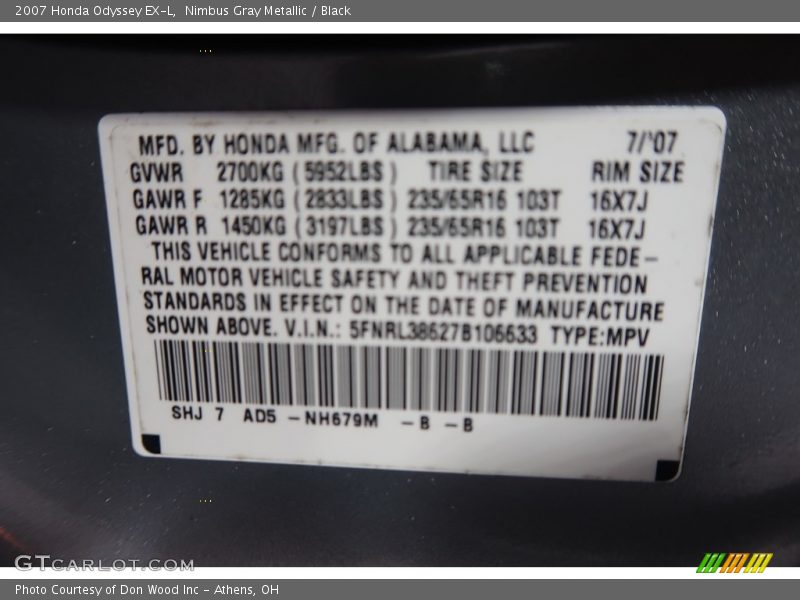 2007 Honda Odyssey EX-L,  Nimbus Gray Metallic / Black
MFD. BY HONDA MFG. OF ALABAMA, LLC 7/'07
GVWR 2700KG ( 5952LBS ) TIRE SIZE RIM SIZE
GAWR F 1285KG ( 2833LBS ) 235/65R16 103T 16X7J
GAWR R 1450KG ( 3197LBS ) 235/65R16 103T 16X7J
THIS VEHICLE CONFORMS TO ALL APPLICABLE FEDE-
RAL MOTOR VEHICLE SAFETY AND THEFT PREVENTION
STANDARDS IN EFFECT ON THE DATE OF MANUFACTURE
SHOWN ABOVE. V.I.N.: 5FNRL38627B106633 TYPE:MPV
SHJ 7 AD5 -NH679M -B -B
GTCARLOT.COM
Photo Courtesy of Don Wood Inc - Athens, OH